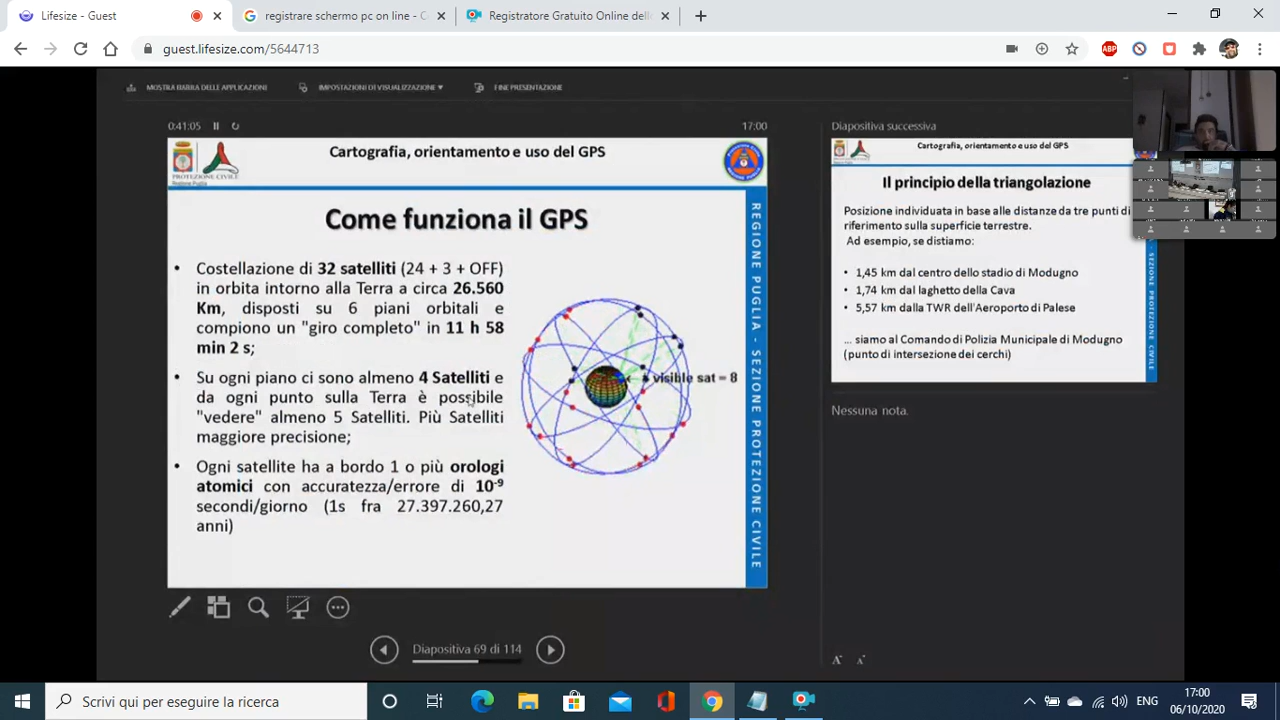 Lifesize - Guest
registrare schermo pc on line - G
Registratore Gratuito Online delle
guest.lifesize.co/5644713
ABP
MOSTRA BARRA DELLE APPLICAZIONI
IMPOSTAZIONI DI VISUALIZZAZIONE
FINE PRESENTAZIONE
0:41:05
17:00
Cartografia, orientamento e uso del GPS
PROTEZIONE CIVILE
Regione Puglia
Come funziona il GPS
• Costellazione di 32 satelliti (24 + 3 + OFF)
in orbita intorno alla Terra a circa 26.560
Km, disposti su 6 piani orbitali e
compiono un "giro completo" in 11 h 58
min 2 s;
• Su ogni piano ci sono almeno 4 Satelliti e
da ogni punto sulla Terra è possibile
"vedere" almeno 5 Satelliti. Più Satelliti
maggiore precisione;
• Ogni satellite ha a bordo 1 o più orologi
atomici con accuratezza/errore di 10⁻⁹
secondi/giorno (1s fra 27.397.260,27
anni)
visible sat = 8
REGIONE PUGLIA - SEZIONE PROTEZIONE CIVILE
Diapositiva 69 di 114
Diapositiva successiva
Cartografia, orientamento e uso del GPS
Il principio della triangolazione
Posizione individuata in base alle distanze da tre punti di
riferimento sulla superficie terrestre.
Ad esempio, se distiamo:
• 1,45 km dal centro dello stadio di Modugno
• 1,74 km dal laghetto della Cava
• 5,57 km dalla TWR dell'Aeroporto di Palese
... siamo al Comando di Polizia Municipale di Modugno
(punto di intersezione dei cerchi)
SEZIONE PROTEZIONE CIVILE
Nessuna nota.
A A
Scrivi qui per eseguire la ricerca
ENG
17:00
06/10/2020